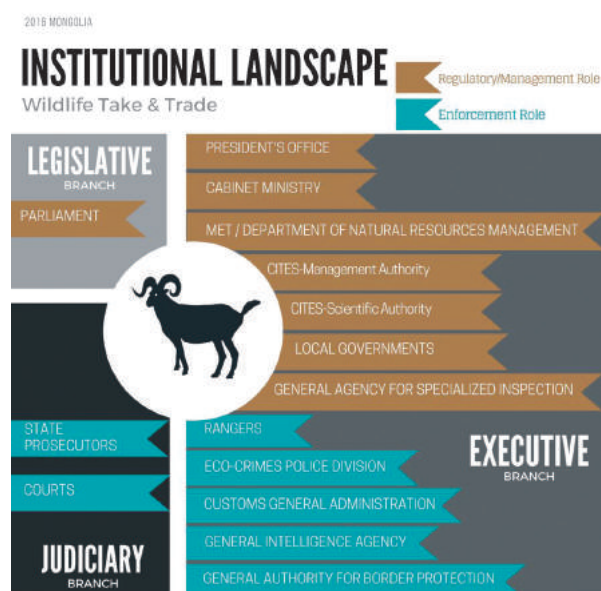 2018 MONGOLIA
INSTITUTIONAL LANDSCAPE
Wildlife Take & Trade
Regulatory/Management Role
Enforcement Role
LEGISLATIVE
BRANCH
PARLIAMENT
PRESIDENT'S OFFICE
CABINET MINISTRY
MET / DEPARTMENT OF NATURAL RESOURCES MANAGEMENT
CITES-Management Authority
CITES-Scientific Authority
LOCAL GOVERNMENTS
GENERAL AGENCY FOR SPECIALIZED INSPECTION
STATE
PROSECUTORS
COURTS
JUDICIARY
BRANCH
RANGERS
ECO-CRIMES POLICE DIVISION
CUSTOMS GENERAL ADMINISTRATION
GENERAL INTELLIGENCE AGENCY
GENERAL AUTHORITY FOR BORDER PROTECTION
EXECUTIVE
BRANCH